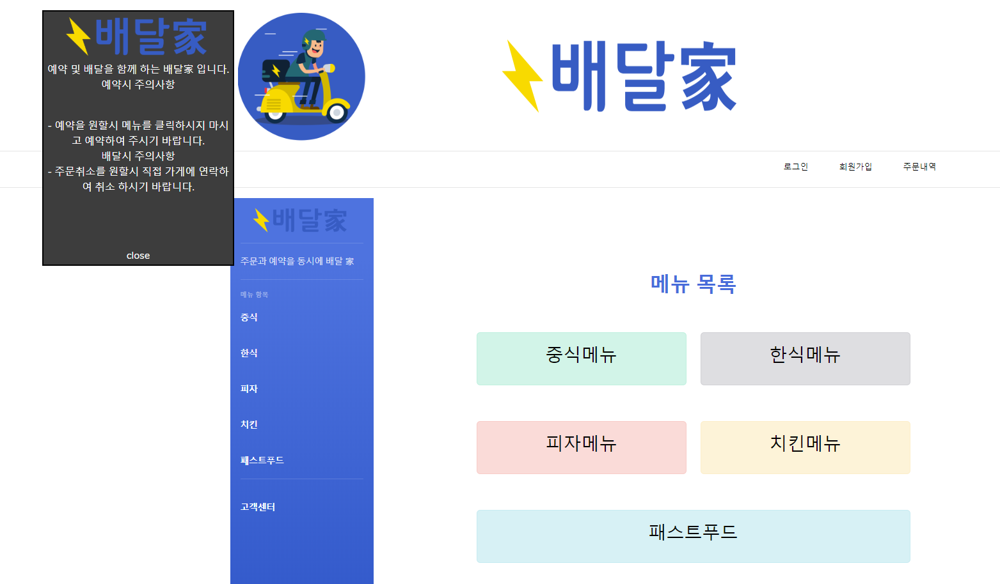 배달家
예약 및 배달을 함께 하는 배달家 입니다.
예약시 주의사항
- 예약을 원할시 메뉴를 클릭하시지 마시
고 예약하여 주시기 바랍니다.
배달시 주의사항
- 주문취소를 원할시 직접 가게에 연락하
여 취소 하시기 바랍니다.
close
배달家
로그인
회원가입
주문내역
배달家
주문과 예약을 동시에 배달 家
메뉴 항목
중식
한식
피자
치킨
패스트푸드
고객센터
메뉴 목록
중식메뉴
한식메뉴
피자메뉴
치킨메뉴
패스트푸드